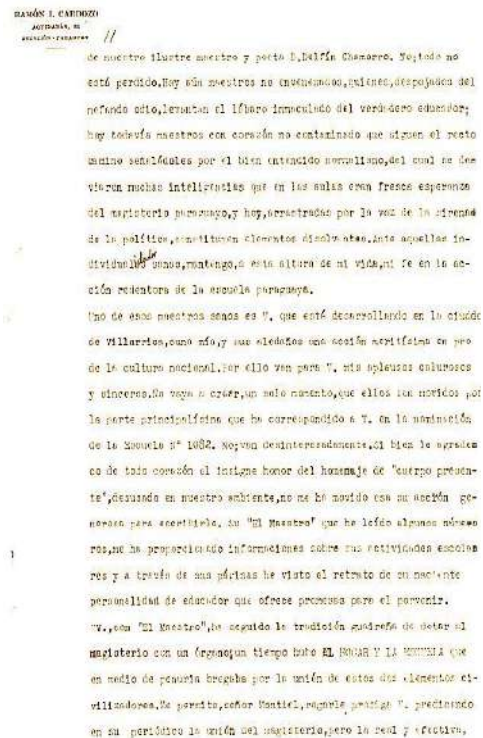 RAMÓN I. CARDOZO
ASUNCIÓN - PARAGUAY
11
de nuestro ilustre maestro y poeta D.Delfín Chamorro. No;todo no
está perdido.Hay aún maestros no envenenados,quienes,despojados del
nefando odio,levantan el lábaro inmaculado del verdadero educador;
hay todavía maestros con corazón no contaminado que siguen el recto
camino señaládoles por el bien entendido normalismo,del cual se des
viaron muchas inteligencias que en las aulas eran fresca esperanza
del magisterio paraguayo,y hoy,arrastradas por la voz de la sirena
de la política,constituyen elementos disolventes.Ante aquellas in-
dividualidades sanas,mantengo,a esta altura de mi vida,mi fe en la ac-
ción redentora de la escuela paraguaya.
Uno de esos maestros sanos es V. que está desarrollando en la ciudad
de Villarrica,cuna mía,y sus aledaños una acción meritísima en pro
de la cultura nacional.Por ello van para V. mis aplausos calurosos
y sinceros.No vaya a creer,un solo momento,que ellos son movidos por
la parte principalísima que ha correspondido a V. en la nominación
de la Escuela Nº 1082. No;van desinteresadamente.Si bien le agradez
co de todo corazón el insigne honor del homenaje de "cuerpo presen-
te",desusado en nuestro ambiente,no me ha movido esa su acción ge-
nerosa para escribirle. Su "El Maestro" que he leído algunos núme
ros,me ha proporcionado informaciones sobre sus actividades escola
res y a través de sus páginas he visto el retrato de su naciente
personalidad de educador que ofrece promesas para el porvenir.
V.,con "El Maestro",ha seguido la tradición guaireña de dotar al
magisterio con un órgano;un tiempo hubo EL HOGAR Y LA ESCUELA que
en medio de penuria bregaba por la unión de estos dos elementos ci-
vilizadores.Me permito,señor Montiel,rogarle prosiga V. predicando
en su periódico la unión del magisterio,pero la real y efectiva,